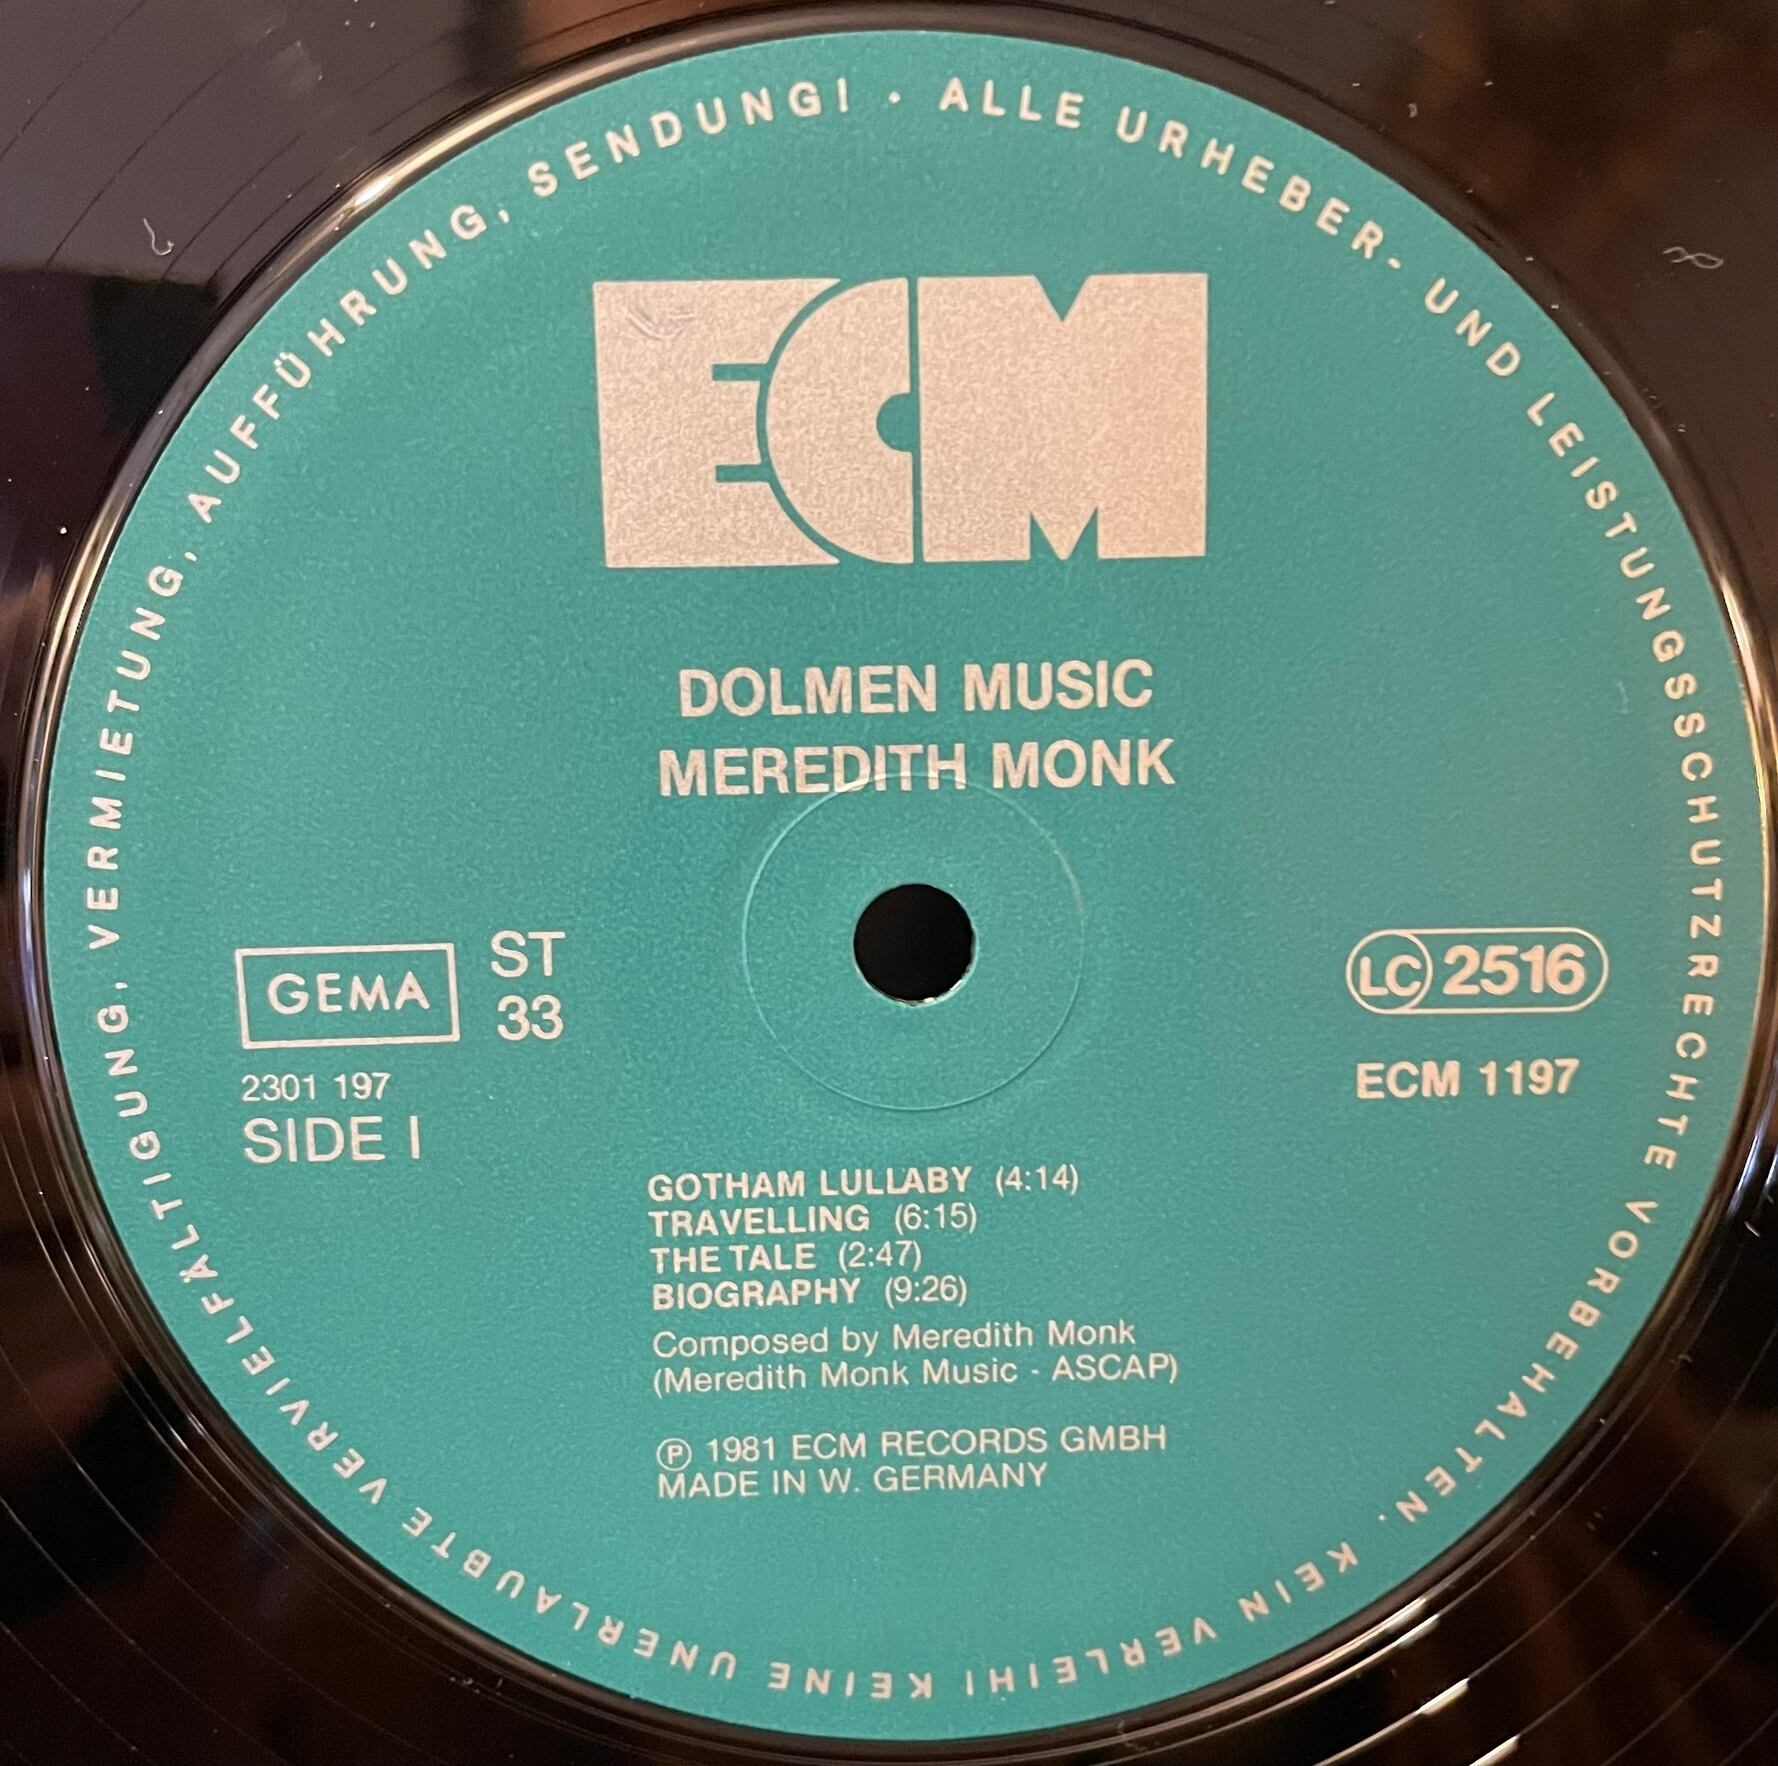 ALLE URHEBER- UND LEISTUNGSSCHUTZRECHTE VORBEHALTEN. KEIN VERLEIH! KEINE UNERLAUBTE VERVIELFÄLTIGUNG, VERMIETUNG, AUFFÜHRUNG, SENDUNG! ·
ECM
DOLMEN MUSIC
MEREDITH MONK
GEMA
ST
33
2301 197
SIDE I
LC 2516
ECM 1197
GOTHAM LULLABY (4:14)
TRAVELLING (6:15)
THE TALE (2:47)
BIOGRAPHY (9:26)
Composed by Meredith Monk
(Meredith Monk Music - ASCAP)
Ⓟ 1981 ECM RECORDS GMBH
MADE IN W. GERMANY